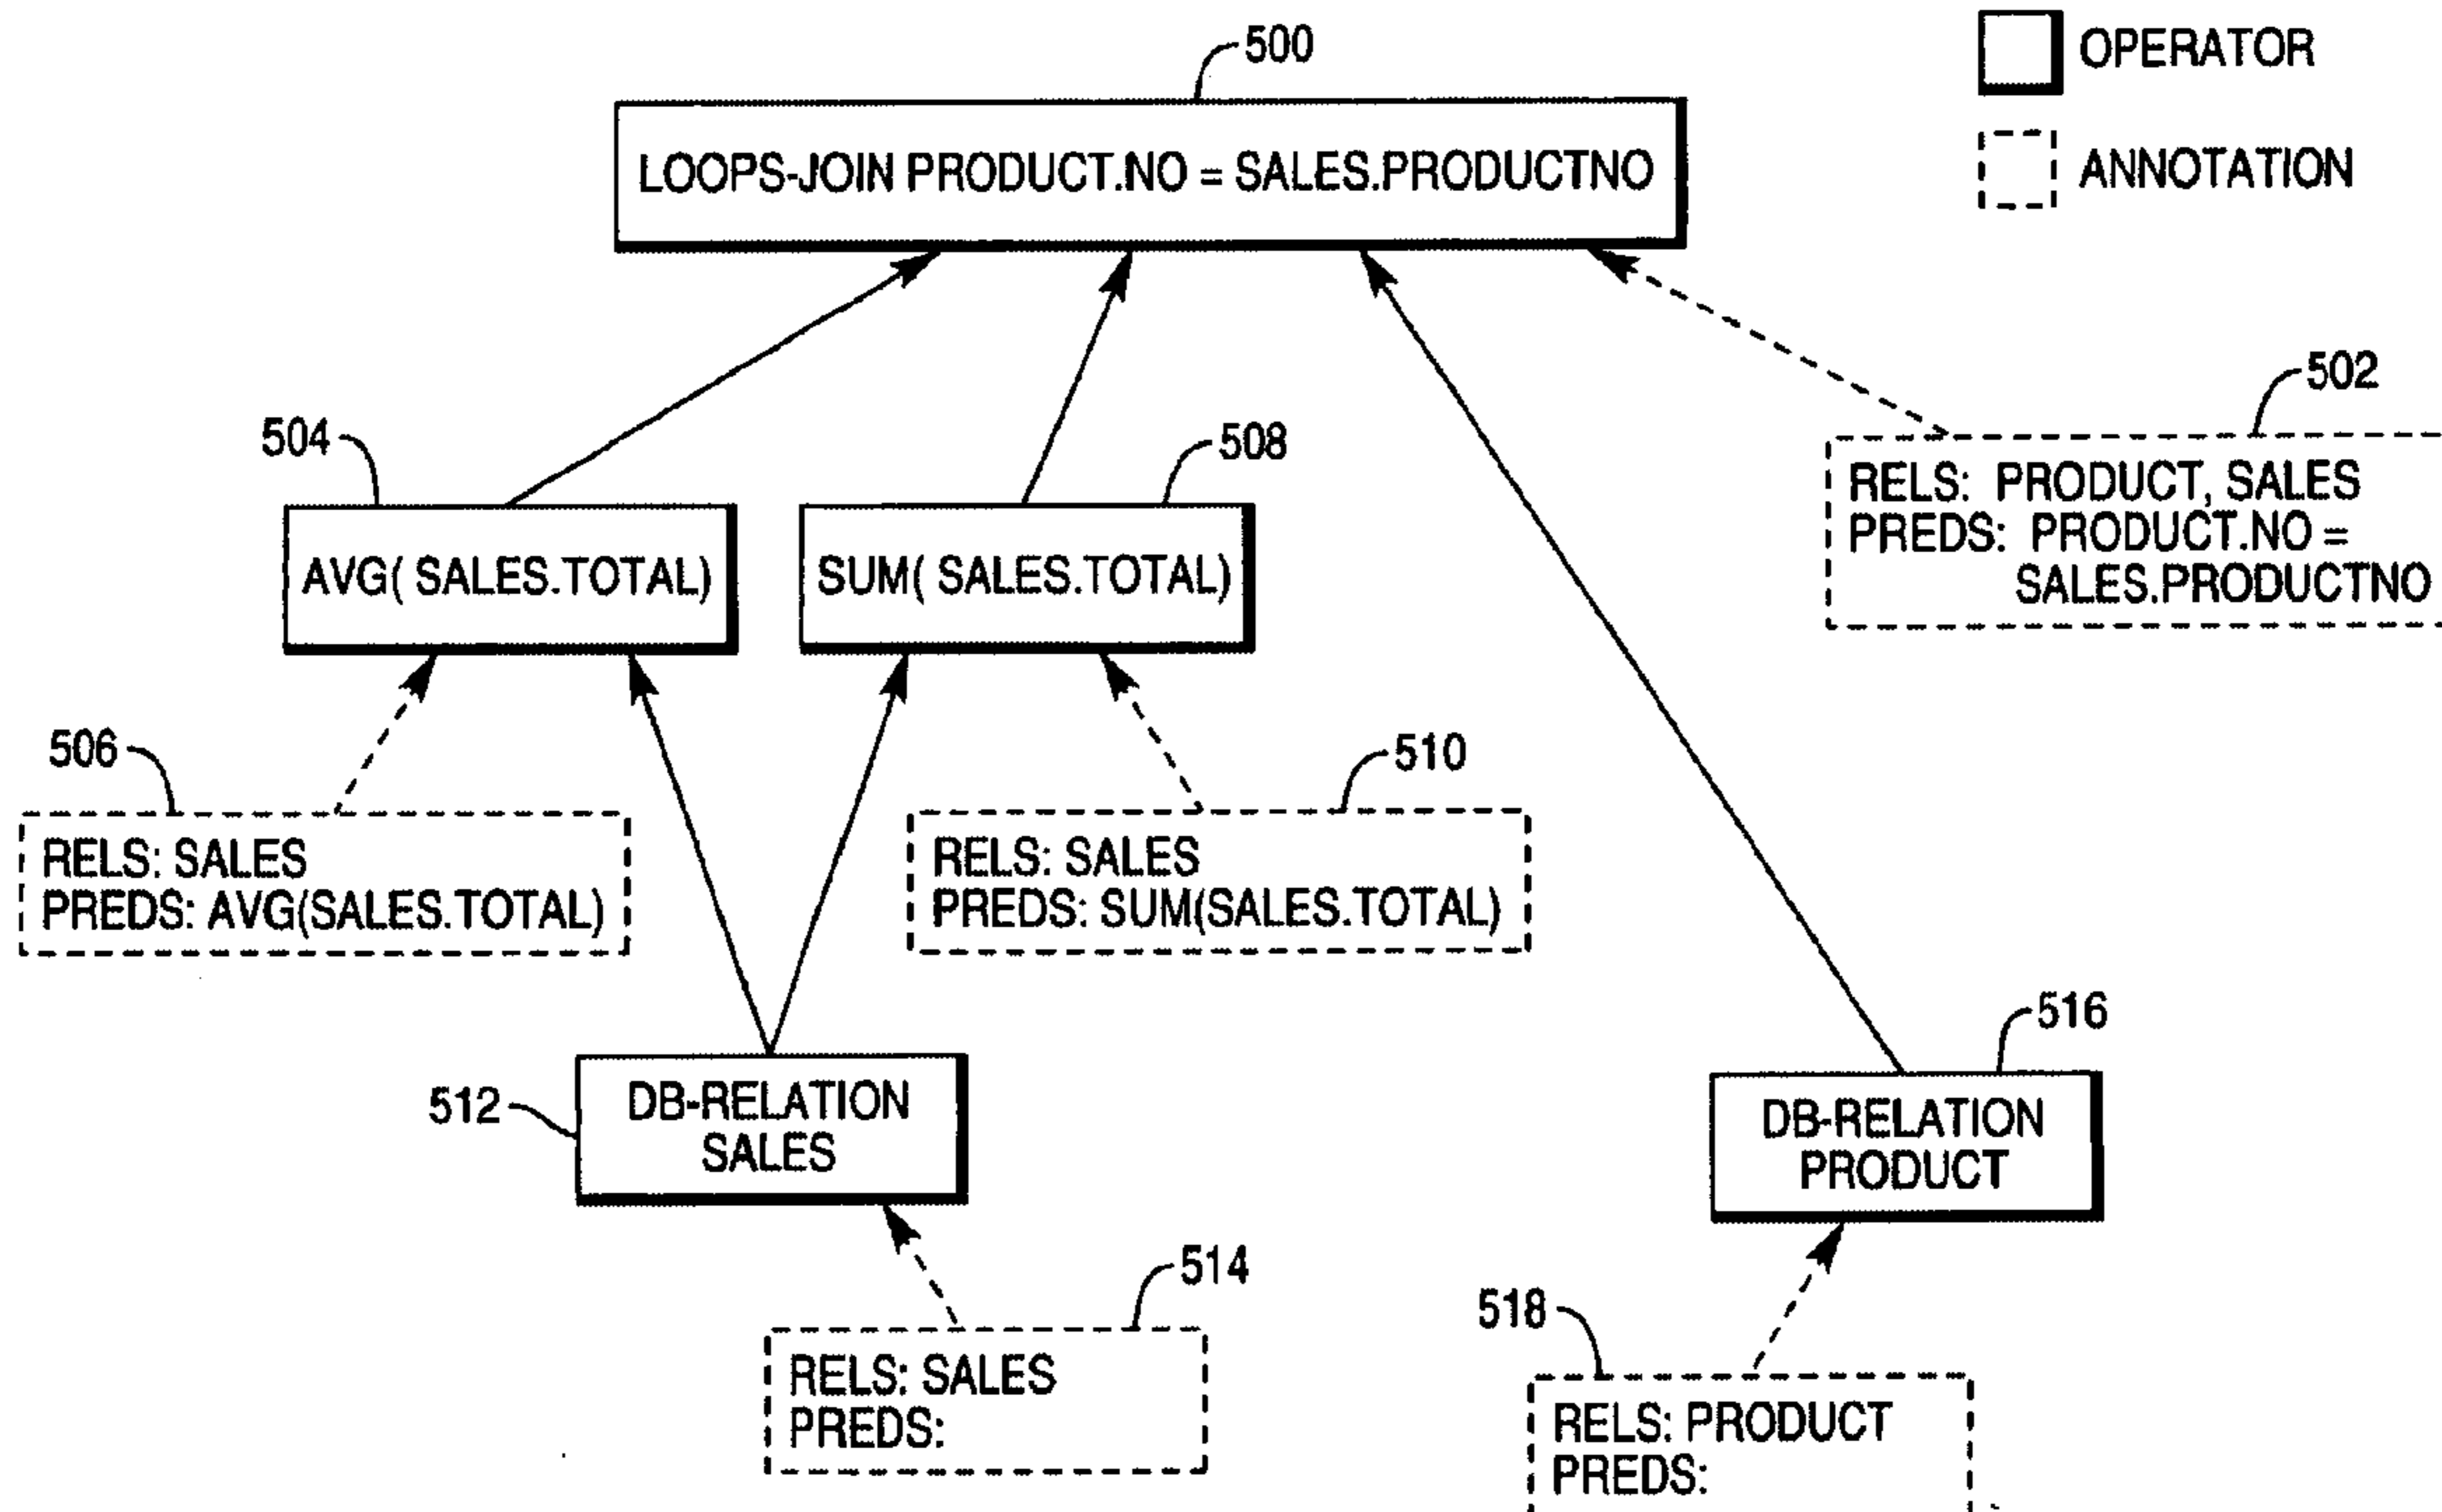 500
OPERATOR
LOOPS-JOIN PRODUCT.NO = SALES.PRODUCTNO
ANNOTATION
502
504
508
RELS: PRODUCT, SALES
PREDS: PRODUCT.NO =
SALES.PRODUCTNO
AVG( SALES.TOTAL)
SUM( SALES.TOTAL)
506
510
RELS: SALES
PREDS: AVG(SALES.TOTAL)
RELS: SALES
PREDS: SUM(SALES.TOTAL)
516
512
DB-RELATION
SALES
DB-RELATION
PRODUCT
514
518
RELS: SALES
PREDS:
RELS: PRODUCT
PREDS: